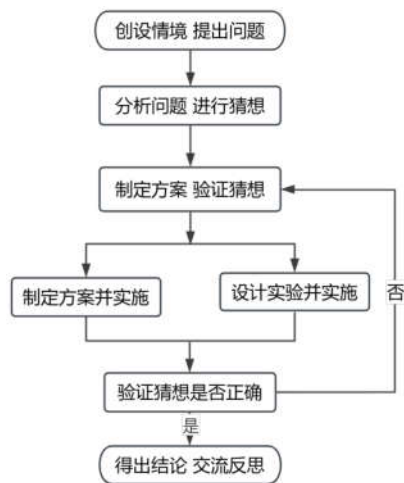 创设情境 提出问题
分析问题 进行猜想
制定方案 验证猜想
制定方案并实施
设计实验并实施
否
验证猜想是否正确
是
得出结论 交流反思